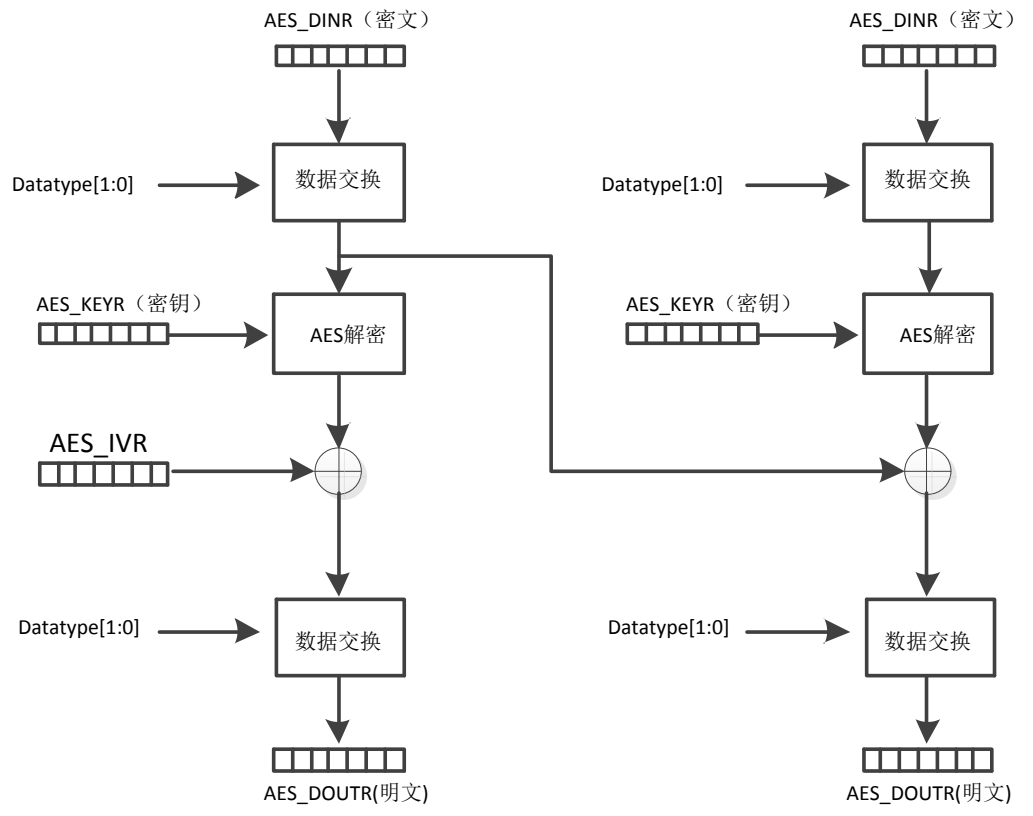 AES_DINR（密文）
AES_DINR（密文）
数据交换
Datatype[1:0]
数据交换
Datatype[1:0]
AES_KEYR（密钥）
AES解密
AES_KEYR（密钥）
AES解密
AES_IVR
Datatype[1:0]
数据交换
Datatype[1:0]
数据交换
AES_DOUTR(明文)
AES_DOUTR(明文)